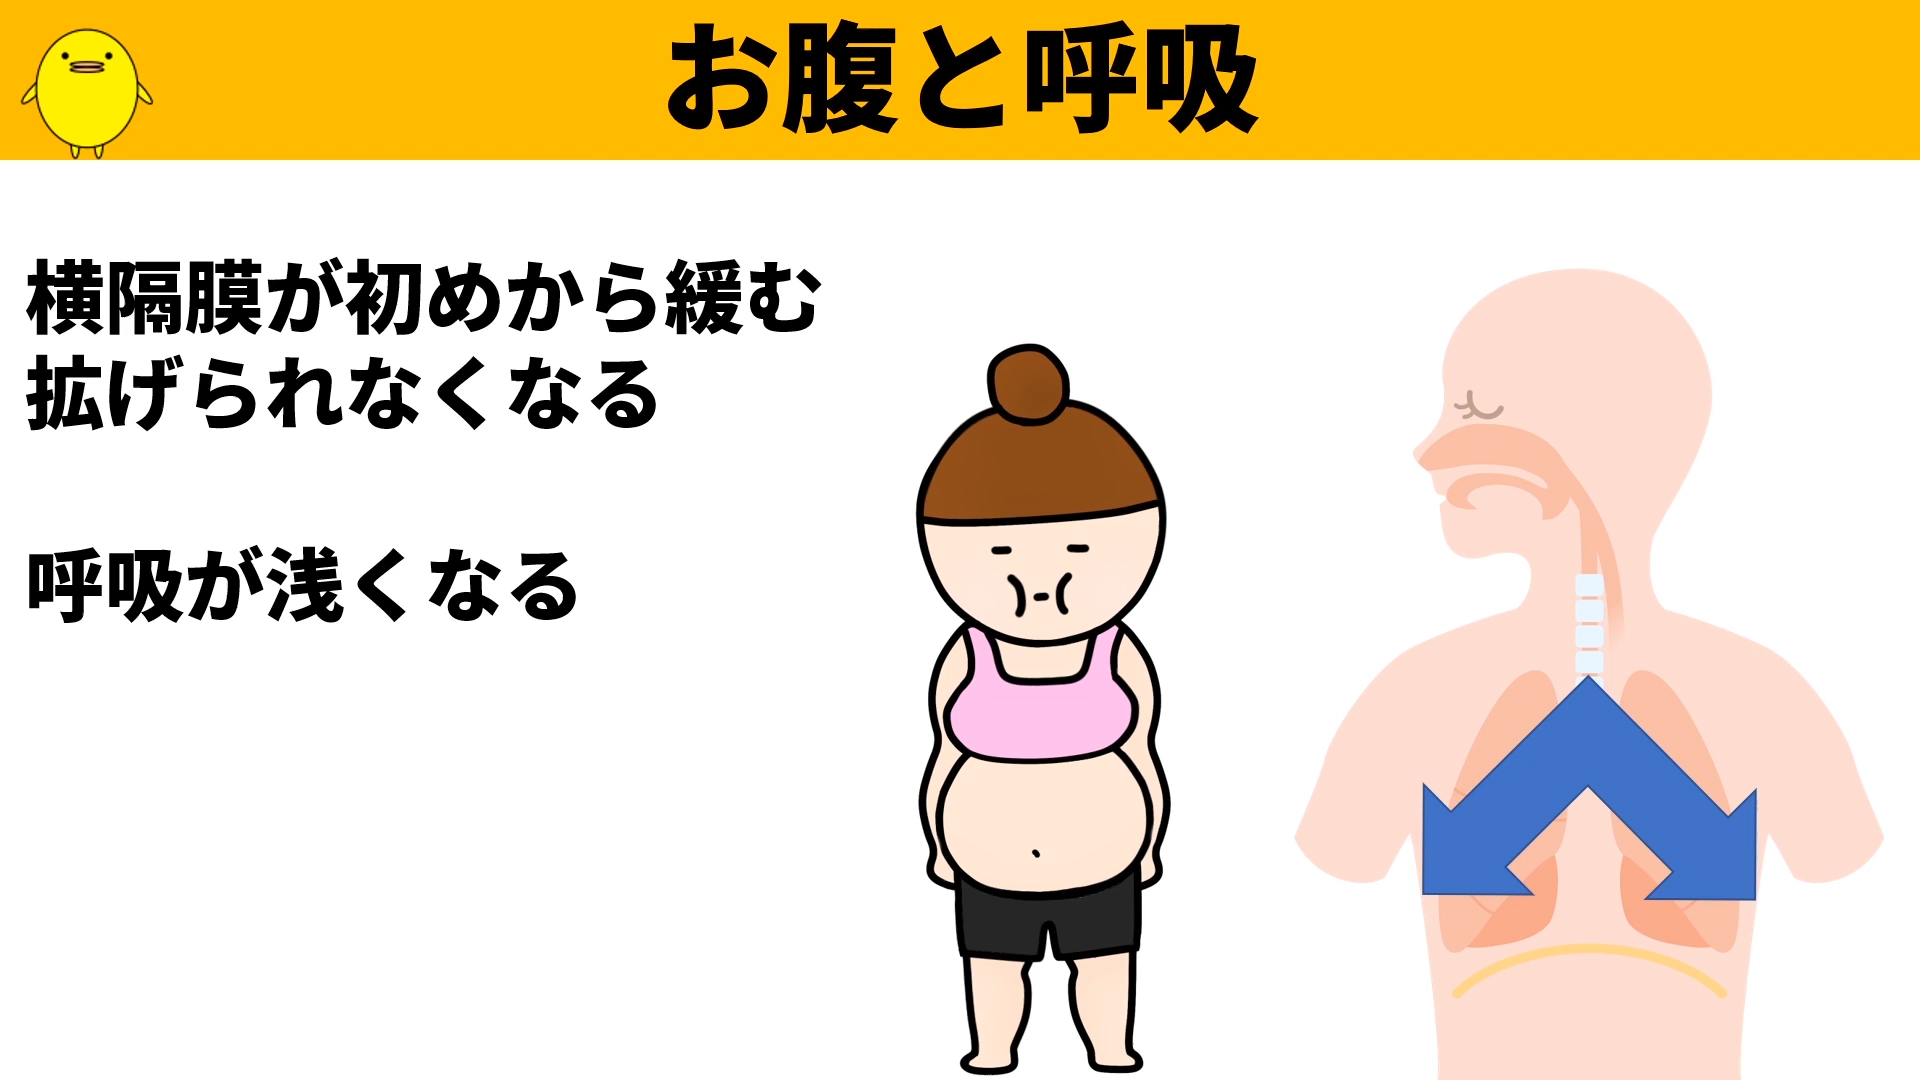 お腹と呼吸
横隔膜が初めから緩む
拡げられなくなる
呼吸が浅くなる